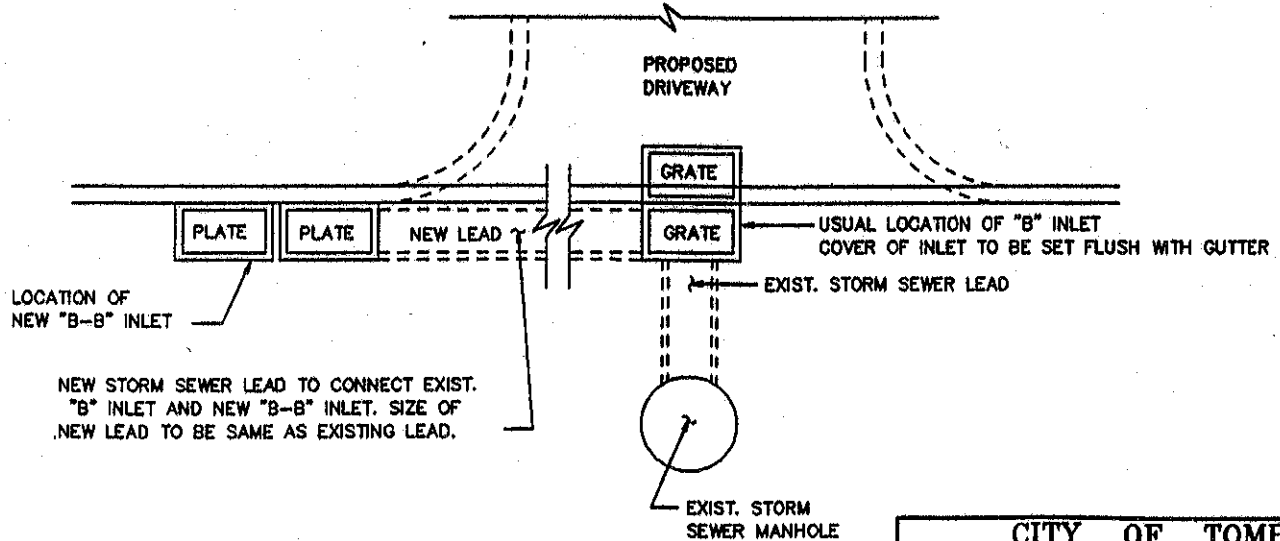 PROPOSED
DRIVEWAY
GRATE
PLATE
PLATE
NEW LEAD
GRATE
USUAL LOCATION OF "B" INLET
COVER OF INLET TO BE SET FLUSH WITH GUTTER
EXIST. STORM SEWER LEAD
LOCATION OF
NEW "B-B" INLET
NEW STORM SEWER LEAD TO CONNECT EXIST.
"B" INLET AND NEW "B-B" INLET. SIZE OF
NEW LEAD TO BE SAME AS EXISTING LEAD.
EXIST. STORM
SEWER MANHOLE
CITY OF